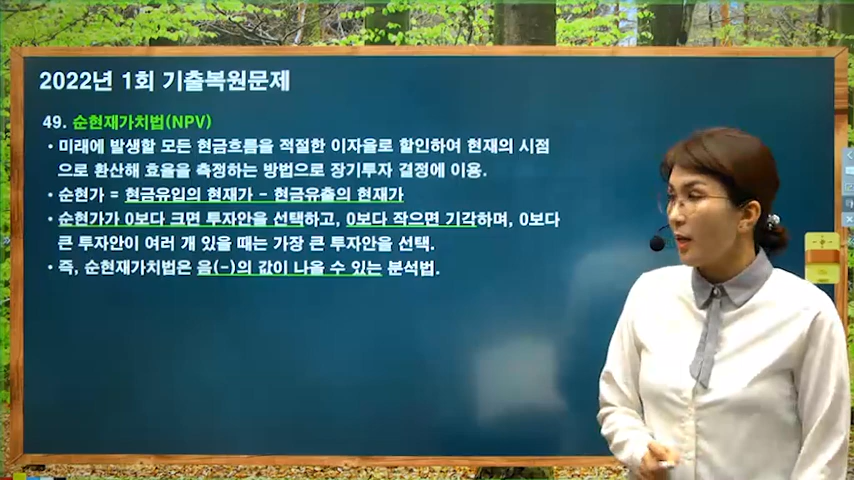 2022년 1회 기출복원문제
49. 순현재가치법(NPV)
• 미래에 발생할 모든 현금흐름을 적절한 이자율로 할인하여 현재의 시점
으로 환산해 효율을 측정하는 방법으로 장기투자 결정에 이용.
• 순현가 = 현금유입의 현재가 - 현금유출의 현재가
• 순현가가 0보다 크면 투자안을 선택하고, 0보다 작으면 기각하며, 0보다
큰 투자안이 여러 개 있을 때는 가장 큰 투자안을 선택.
• 즉, 순현재가치법은 음(-)의 값이 나올 수 있는 분석법.